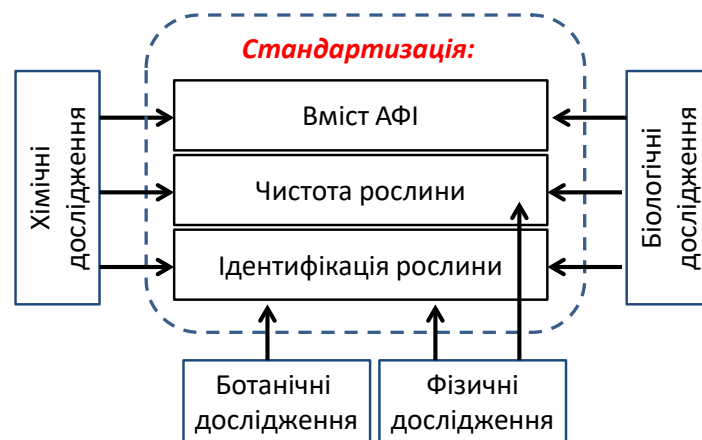 Стандартизація:
Хімічні
дослідження
Вміст АФІ
Чистота рослини
Ідентифікація рослини
Біологічні
дослідження
Ботанічні
дослідження
Фізичні
дослідження